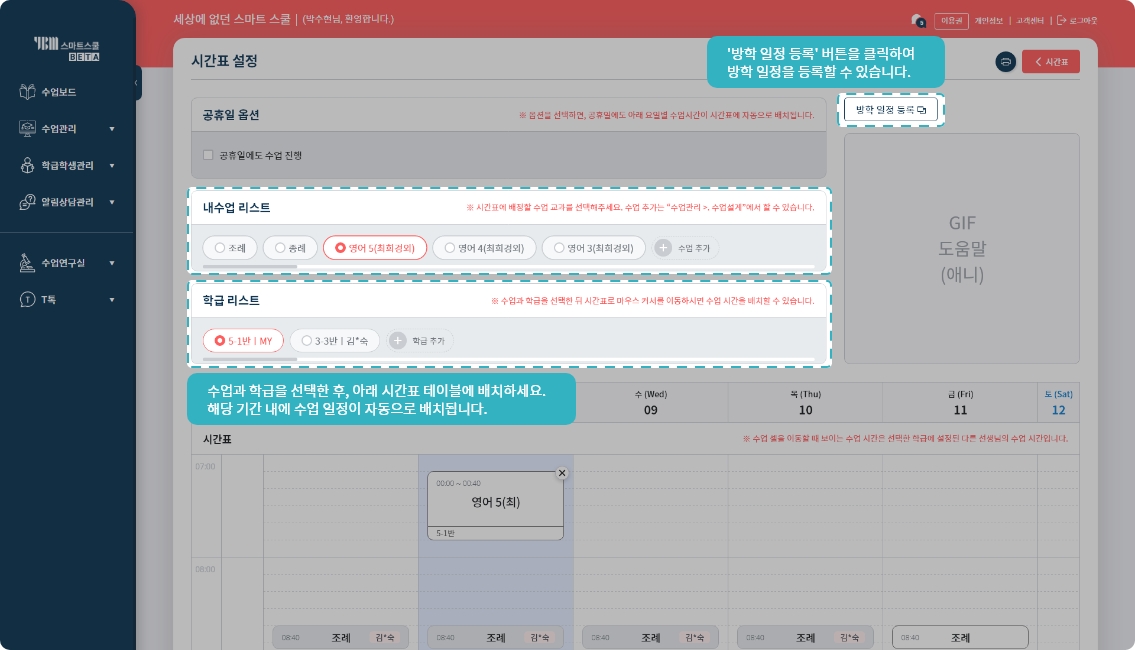 YBM 스마트스쿨
BETA
수업보드
수업관리
학급학생관리
알림상담관리
수업연구실
T톡
세상에 없던 스마트 스쿨 | (박수현님, 환영합니다.)
이용권 개인정보 | 고객센터 | 로그아웃
시간표 설정
시간표
'방학 일정 등록' 버튼을 클릭하여
방학 일정을 등록할 수 있습니다.
방학 일정 등록
공휴일 옵션
※ 옵션을 선택하면, 공휴일에도 아래 요일별 수업시간이 시간표에 자동으로 배치됩니다.
공휴일에도 수업 진행
내수업 리스트
※ 시간표에 배정할 수업 교과를 선택해주세요. 수업 추가는 "수업관리 >. 수업설계"에서 할 수 있습니다.
조례 종례 영어 5(최희경외) 영어 4(최희경외) 영어 3(최희경외) + 수업 추가
학급 리스트
※ 수업과 학급을 선택한 뒤 시간표로 마우스 커서를 이동하시면 수업 시간을 배치할 수 있습니다.
5-1반 | MY 3-3반 | 김*숙 + 학급 추가
GIF
도움말
(애니)
수업과 학급을 선택한 후, 아래 시간표 테이블에 배치하세요.
해당 기간 내에 수업 일정이 자동으로 배치됩니다.
수 (Wed) 목 (Thu) 금 (Fri) 토 (Sat)
09 10 11 12
시간표
※ 수업 셀을 이동할 때 보이는 수업 시간은 선택한 학급에 설정된 다른 선생님의 수업 시간입니다.
07:00
00:00 ~ 00:40
영어 5(최)
5-1반
08:00
08:40 조례 김*숙 08:40 조례 김*숙 08:40 조례 김*숙 08:40 조례 김*숙 08:40 조례